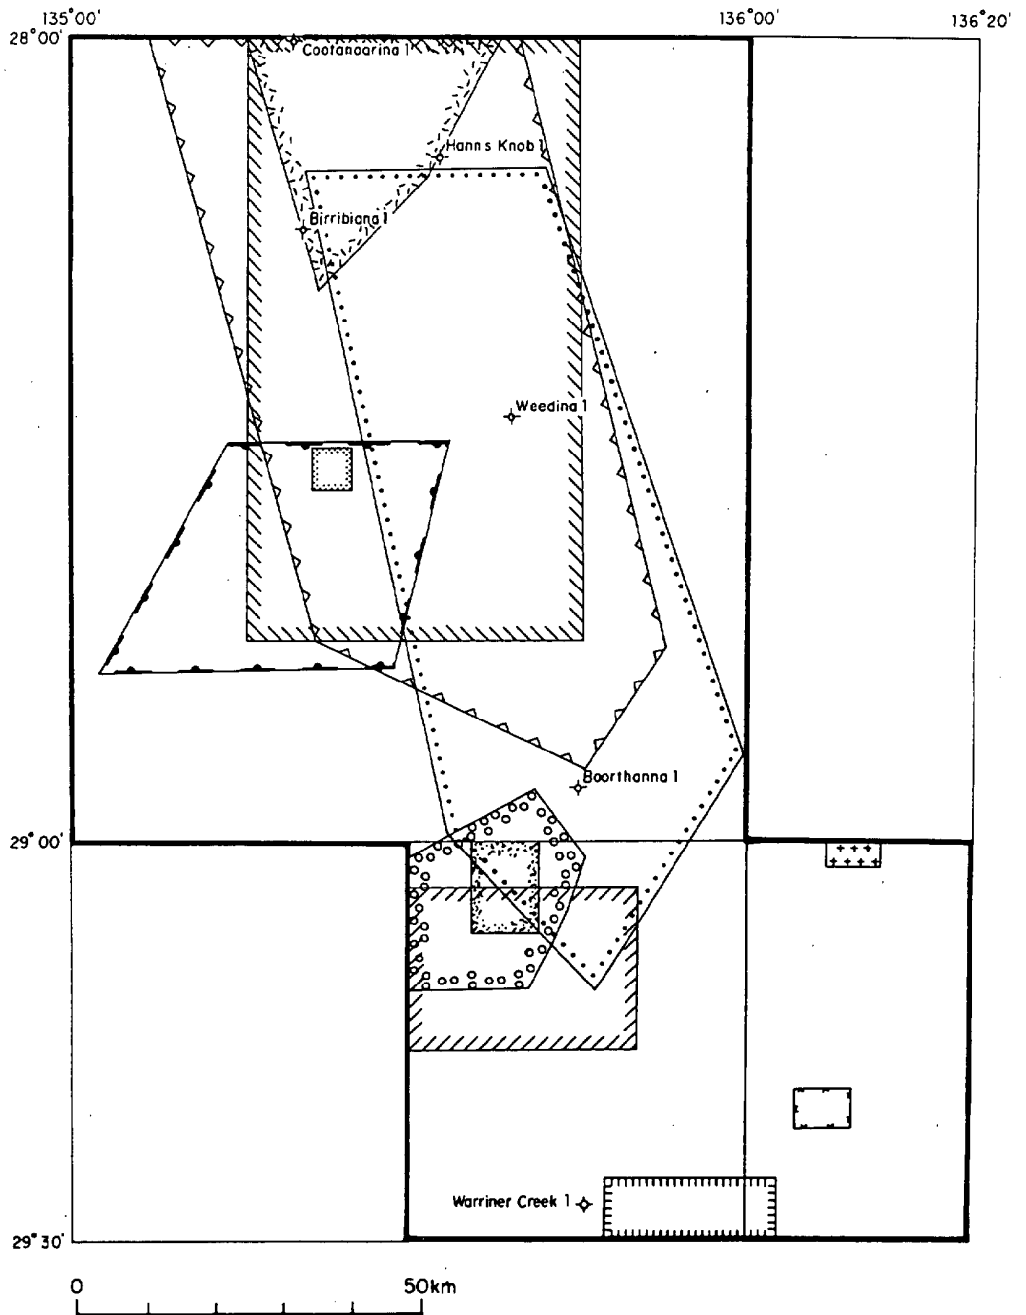 135°00' 136°00' 136°20'
28°00'
Cootanoorina 1
Hanns Knob 1
Birribiana 1
Weedina 1
Boorthanna 1
29°00'
Warriner Creek 1
29°30'
0 50km